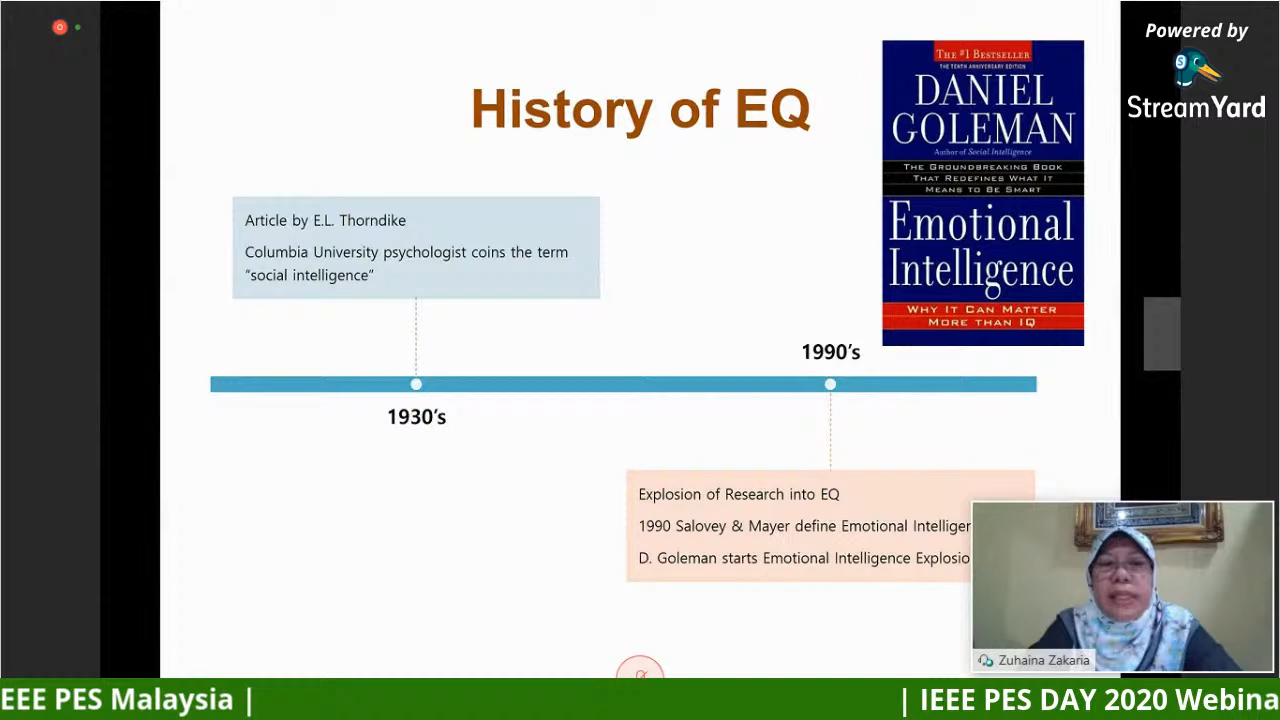 Powered by
StreamYard
History of EQ
THE #1 BESTSELLER
THE TENTH ANNIVERSARY EDITION
DANIEL
GOLEMAN
Author of Social Intelligence
THE GROUNDBREAKING BOOK
THAT REDEFINES WHAT IT
MEANS TO BE SMART
Emotional
Intelligence
WHY IT CAN MATTER
MORE THAN IQ
Article by E.L. Thorndike
Columbia University psychologist coins the term
“social intelligence”
1990’s
1930’s
Explosion of Research into EQ
1990 Salovey & Mayer define Emotional Intelliger
D. Goleman starts Emotional Intelligence Explosio
Zuhaina Zakaria
EEE PES Malaysia | | IEEE PES DAY 2020 Webina